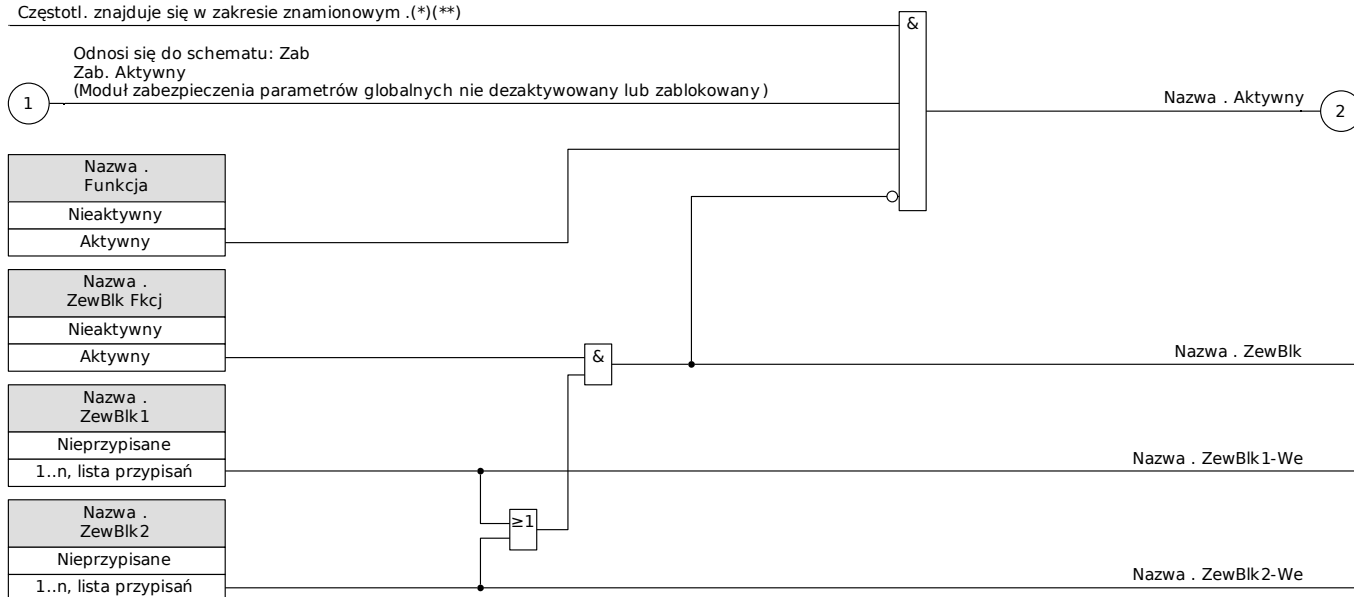 Częstotl. znajduje się w zakresie znamionowym .(*)(**)
&
Odnosi się do schematu: Zab
Zab. Aktywny
(Moduł zabezpieczenia parametrów globalnych nie dezaktywowany lub zablokowany)
1
Nazwa . Aktywny
2
Nazwa .
Funkcja
Nieaktywny
Aktywny
Nazwa .
ZewBlk Fkcj
Nieaktywny
Aktywny
&
Nazwa . ZewBlk
Nazwa .
ZewBlk1
Nieprzypisane
1..n, lista przypisań
Nazwa . ZewBlk1-We
≥1
Nazwa .
ZewBlk2
Nieprzypisane
1..n, lista przypisań
Nazwa . ZewBlk2-We